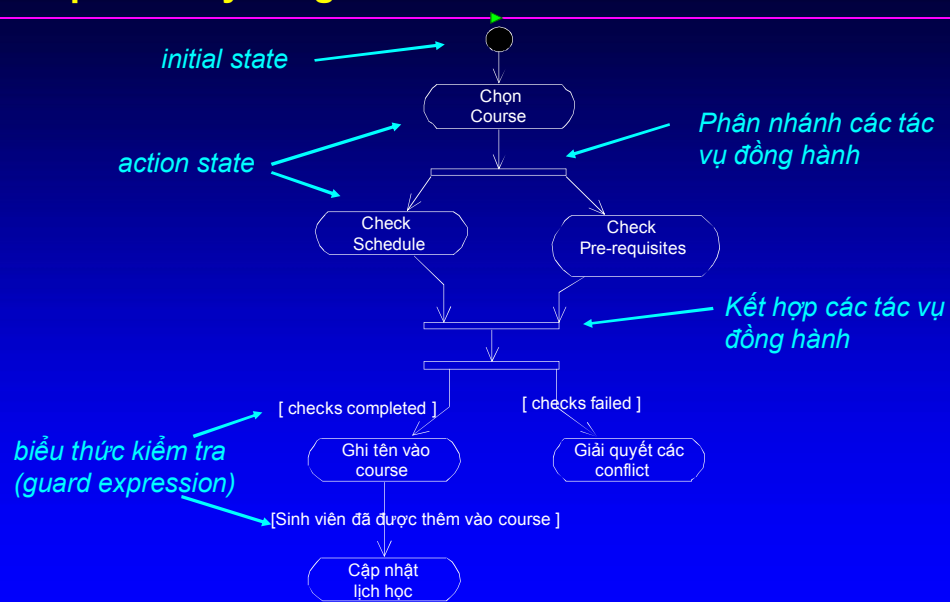 initial state
Chọn
Course
Phân nhánh các tác
vụ đồng hành
action state
Check
Schedule
Check
Pre-requisites
Kết hợp các tác vụ
đồng hành
[ checks completed ]
[ checks failed ]
biểu thức kiểm tra
(guard expression)
Ghi tên vào
course
Giải quyết các
conflict
[Sinh viên đã được thêm vào course ]
Cập nhật
lịch học